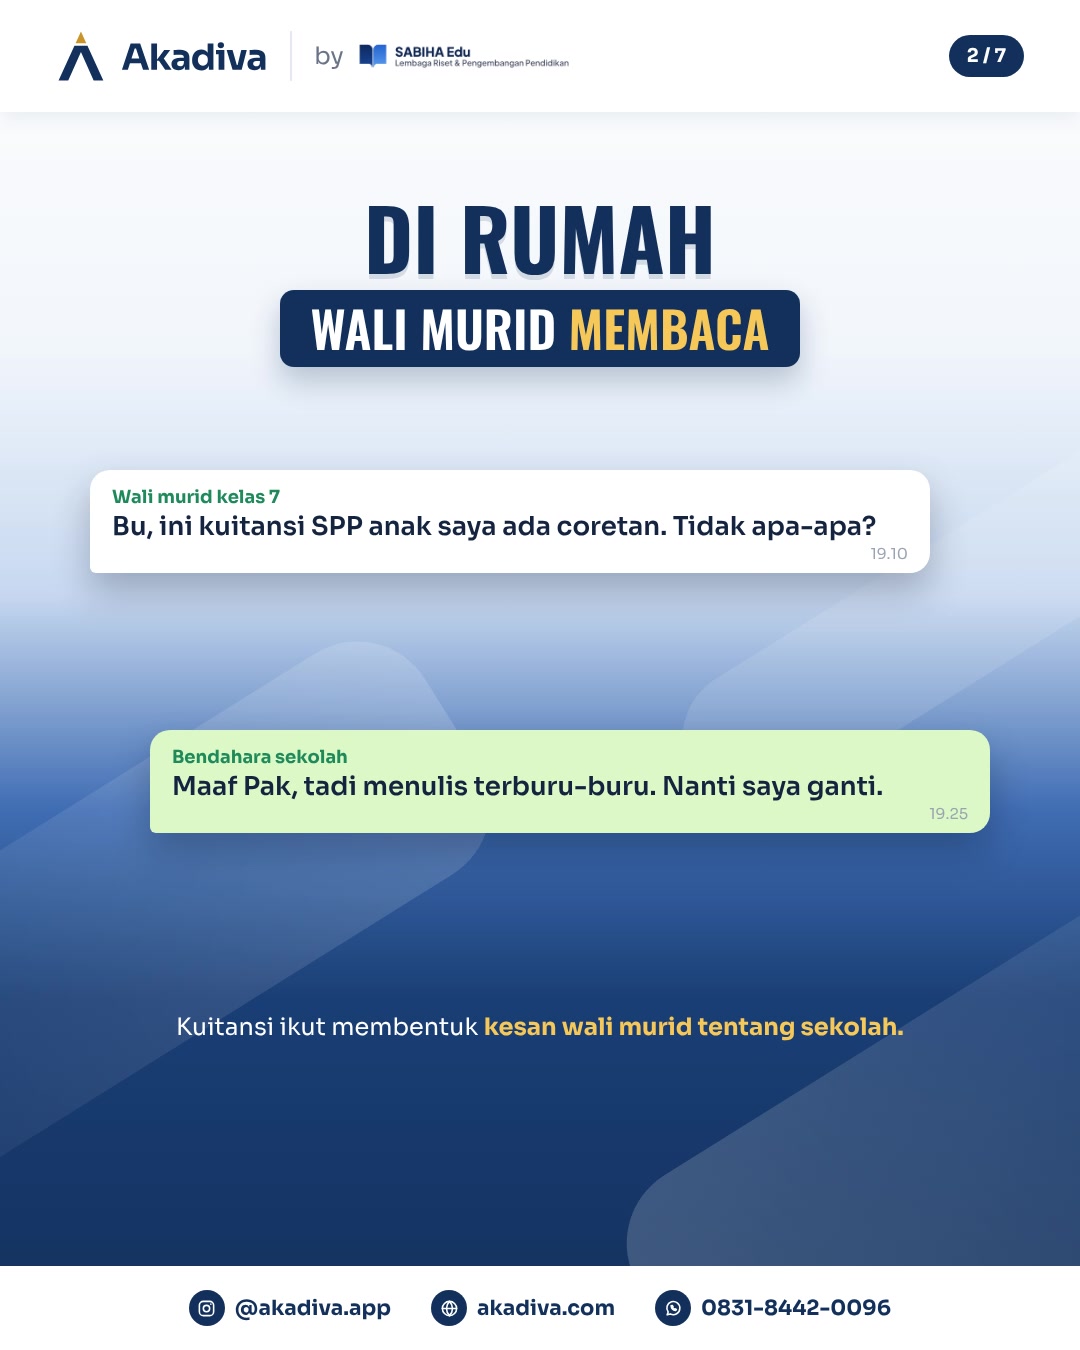 Akadiva
by
SABIHA Edu
Lembaga Riset & Pengembangan Pendidikan
2 / 7
DI RUMAH
WALI MURID MEMBACA
Wali murid kelas 7
Bu, ini kuitansi SPP anak saya ada coretan. Tidak apa-apa?
19.10
Bendahara sekolah
Maaf Pak, tadi menulis terburu-buru. Nanti saya ganti.
19.25
Kuitansi ikut membentuk kesan wali murid tentang sekolah.
@akadiva.app
akadiva.com
0831-8442-0096